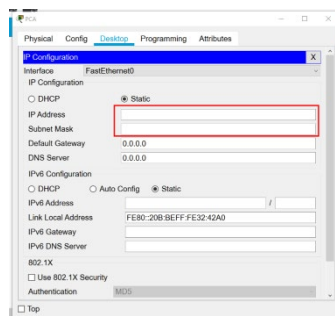 PCA
Physical Config Desktop Programming Attributes
IP Configuration X
Interface FastEthernet0
IP Configuration
DHCP Static
IP Address
Subnet Mask
Default Gateway 0.0.0.0
DNS Server 0.0.0.0
IPv6 Configuration
DHCP Auto Config Static
IPv6 Address /
Link Local Address FE80::20B:BEFF:FE32:42A0
IPv6 Gateway
IPv6 DNS Server
802.1X
Use 802.1X Security
Authentication MD5
Top